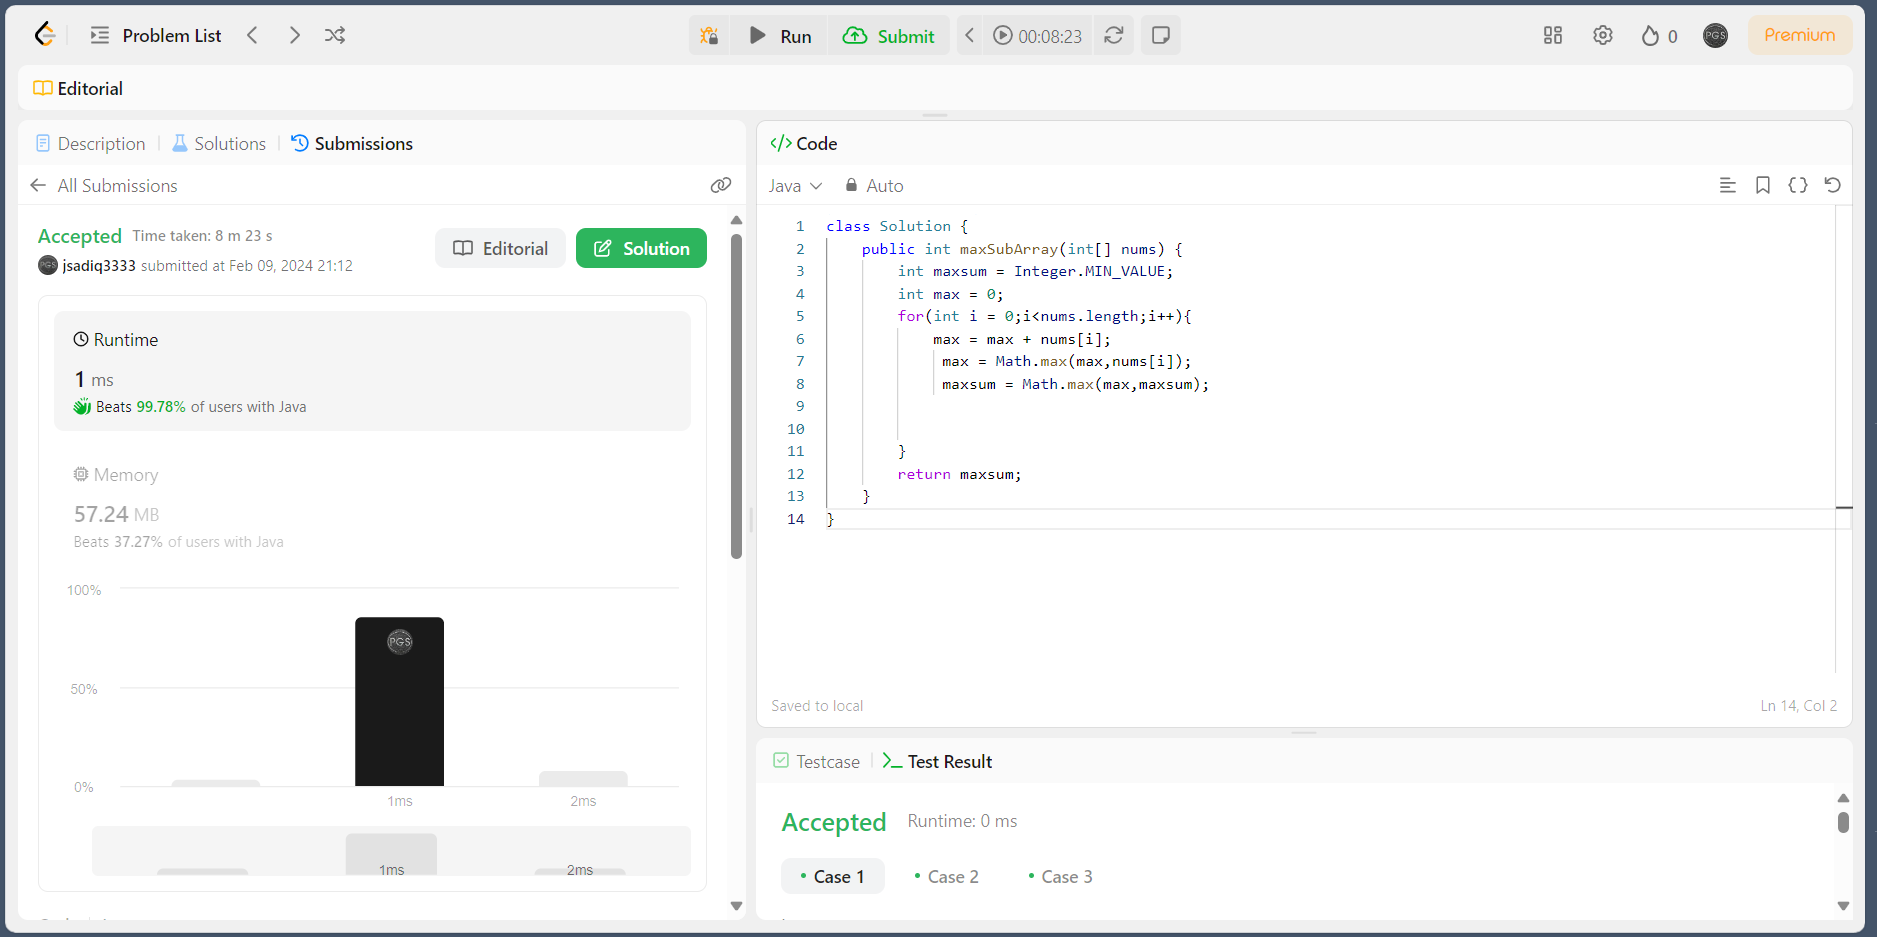 Problem List
Run
Submit
00:08:23
0
PGS
Premium
Editorial
Description
Solutions
Submissions
All Submissions
Accepted Time taken: 8 m 23 s
PGS jsadiq3333 submitted at Feb 09, 2024 21:12
Editorial
Solution
Runtime
1 ms
Beats 99.78% of users with Java
Memory
57.24 MB
Beats 37.27% of users with Java
100%
50%
0%
PGS
1ms
2ms
1ms
2ms
</> Code
Java
Auto
1 class Solution {
2 public int maxSubArray(int[] nums) {
3 int maxsum = Integer.MIN_VALUE;
4 int max = 0;
5 for(int i = 0;i<nums.length;i++){
6 max = max + nums[i];
7 max = Math.max(max,nums[i]);
8 maxsum = Math.max(max,maxsum);
9
10
11 }
12 return maxsum;
13 }
14 }
Saved to local
Ln 14, Col 2
Testcase
Test Result
Accepted Runtime: 0 ms
• Case 1
• Case 2
• Case 3